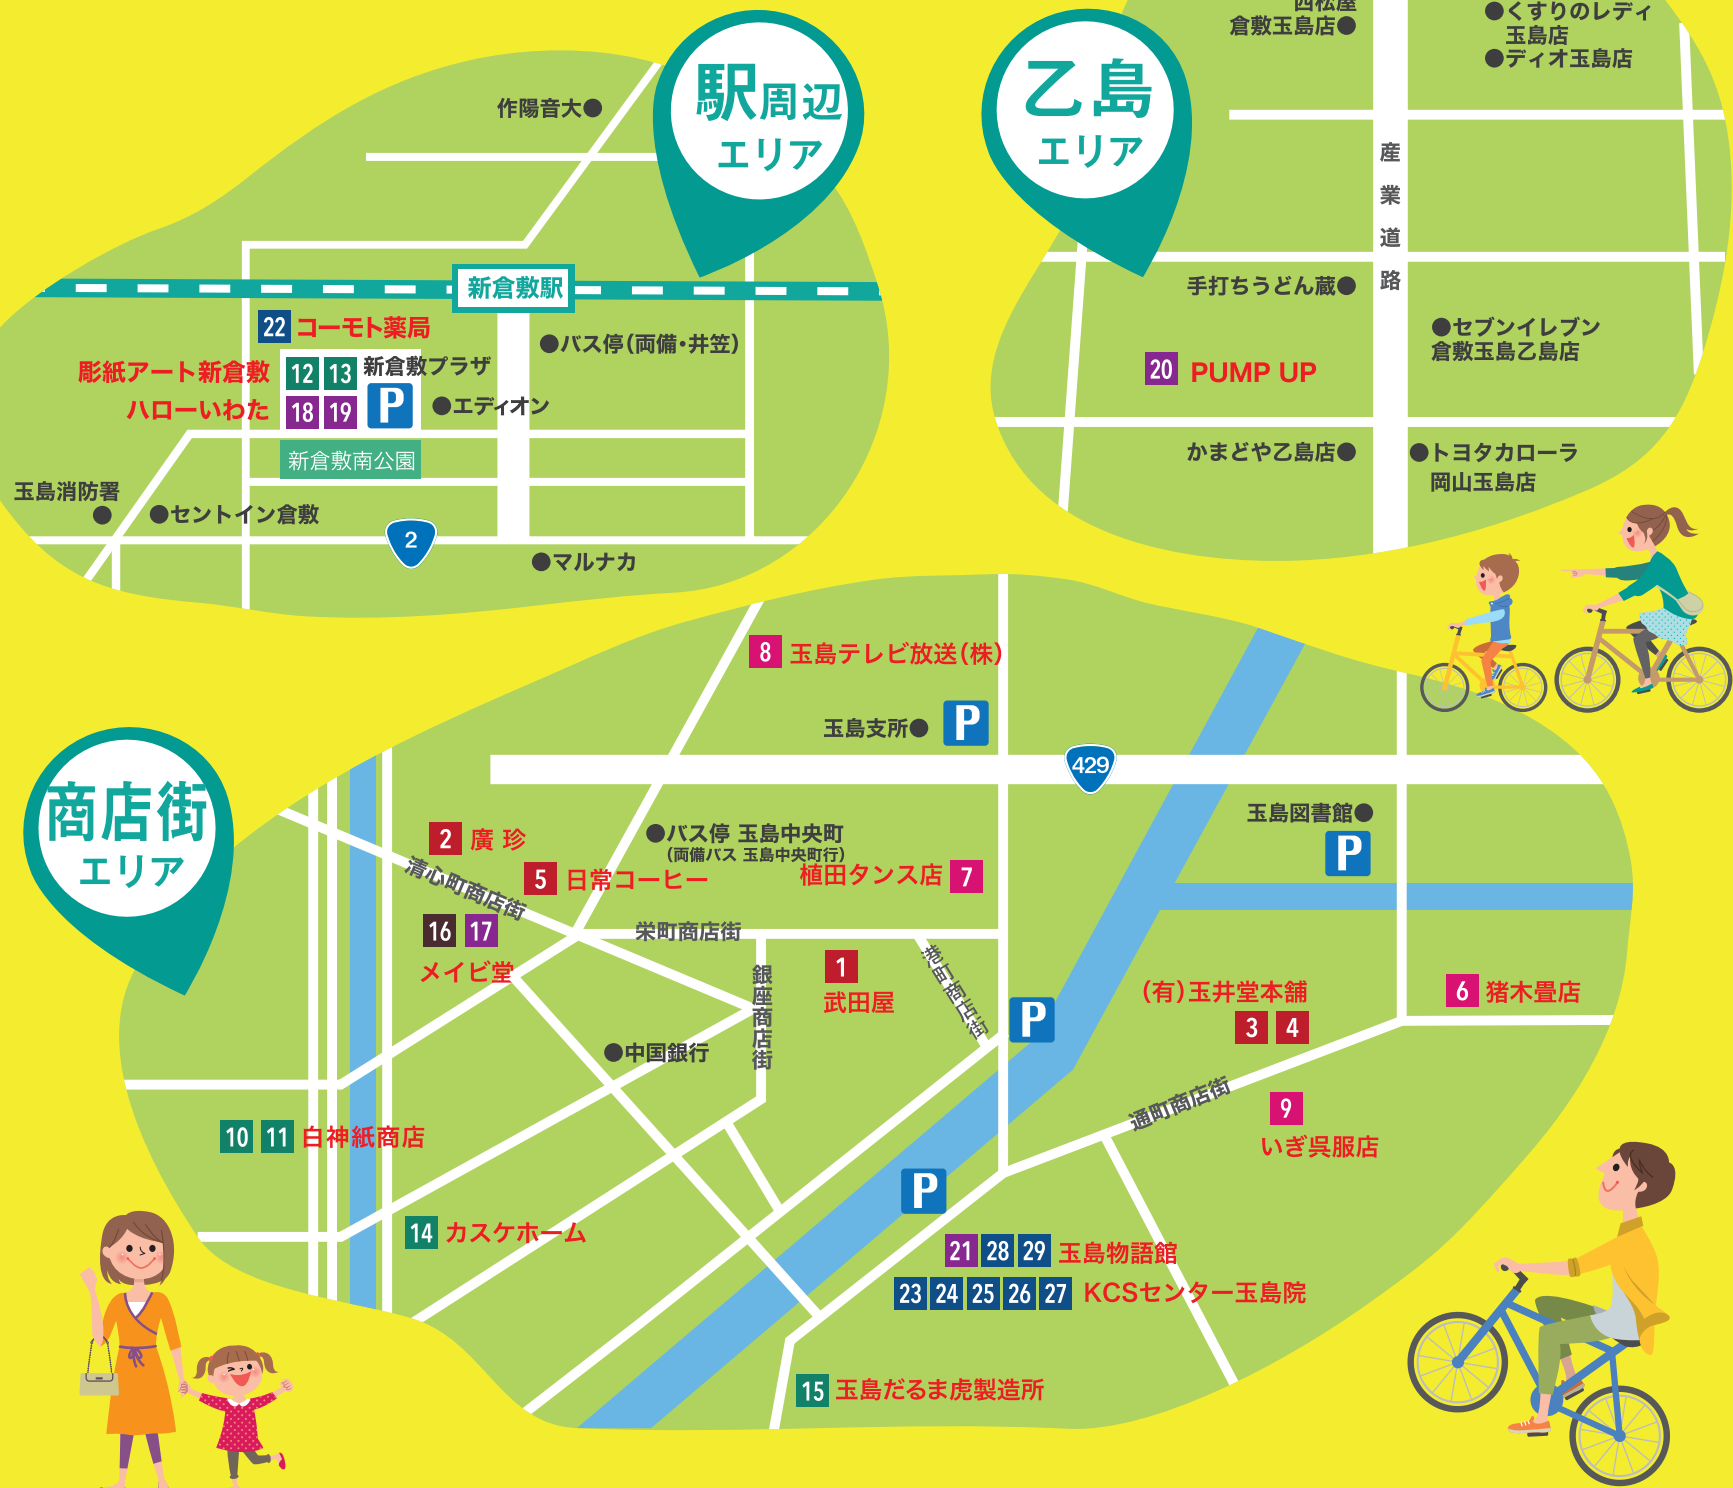 駅周辺
エリア
作陽音大●
新倉敷駅
22 コーモト薬局
●バス停(両備・井笠)
彫紙アート新倉敷 12 13 新倉敷プラザ
ハローいわた 18 19 P ●エディオン
新倉敷南公園
玉島消防署
●
●セントイン倉敷
2
●マルナカ
乙島
エリア
西松屋
倉敷玉島店●
●くすりのレディ
玉島店
●ディオ玉島店
産業道路
手打ちうどん蔵●
●セブンイレブン
倉敷玉島乙島店
20 PUMP UP
かまどや乙島店●
●トヨタカローラ
岡山玉島店
商店街
エリア
8 玉島テレビ放送(株)
玉島支所● P
429
玉島図書館●
P
2 廣 珍
●バス停 玉島中央町
(両備バス 玉島中央町行)
清心町商店街
5 日常コーヒー
植田タンス店 7
16 17
メイビ堂
栄町商店街
銀座商店街
1
武田屋
港町商店街
P
●中国銀行
(有)玉井堂本舗
3 4
6 猪木畳店
通町商店街
9
いぎ呉服店
10 11 白神紙商店
P
14 カスケホーム
21 28 29 玉島物語館
23 24 25 26 27 KCSセンター玉島院
15 玉島だるま虎製造所